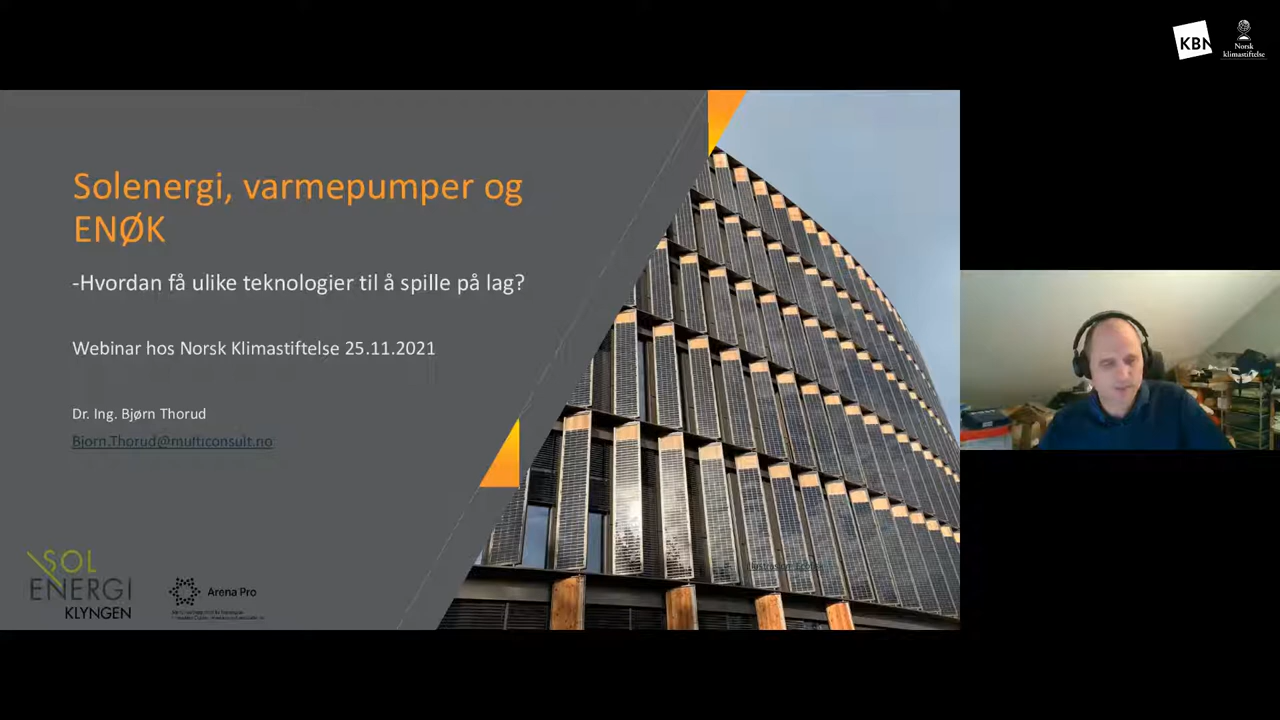 KBN
Norsk
klimastiftelse
Solenergi, varmepumper og
ENØK
-Hvordan få ulike teknologier til å spille på lag?
Webinar hos Norsk Klimastiftelse 25.11.2021
Dr. Ing. Bjørn Thorud
Bjorn.Thorud@multiconsult.no
SOL
ENERGI
KLYNGEN
Arena Pro